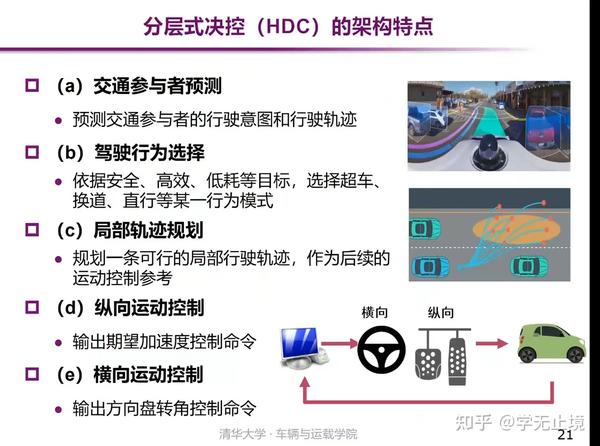 分层式决控（HDC）的架构特点
（a）交通参与者预测
预测交通参与者的行驶意图和行驶轨迹
（b）驾驶行为选择
依据安全、高效、低耗等目标，选择超车、
换道、直行等某一行为模式
（c）局部轨迹规划
规划一条可行的局部行驶轨迹，作为后续的
运动控制参考
（d）纵向运动控制
输出期望加速度控制命令
（e）横向运动控制
输出方向盘转角控制命令
横向 纵向
清华大学·车辆与运载学院
知乎 @学无止境
21